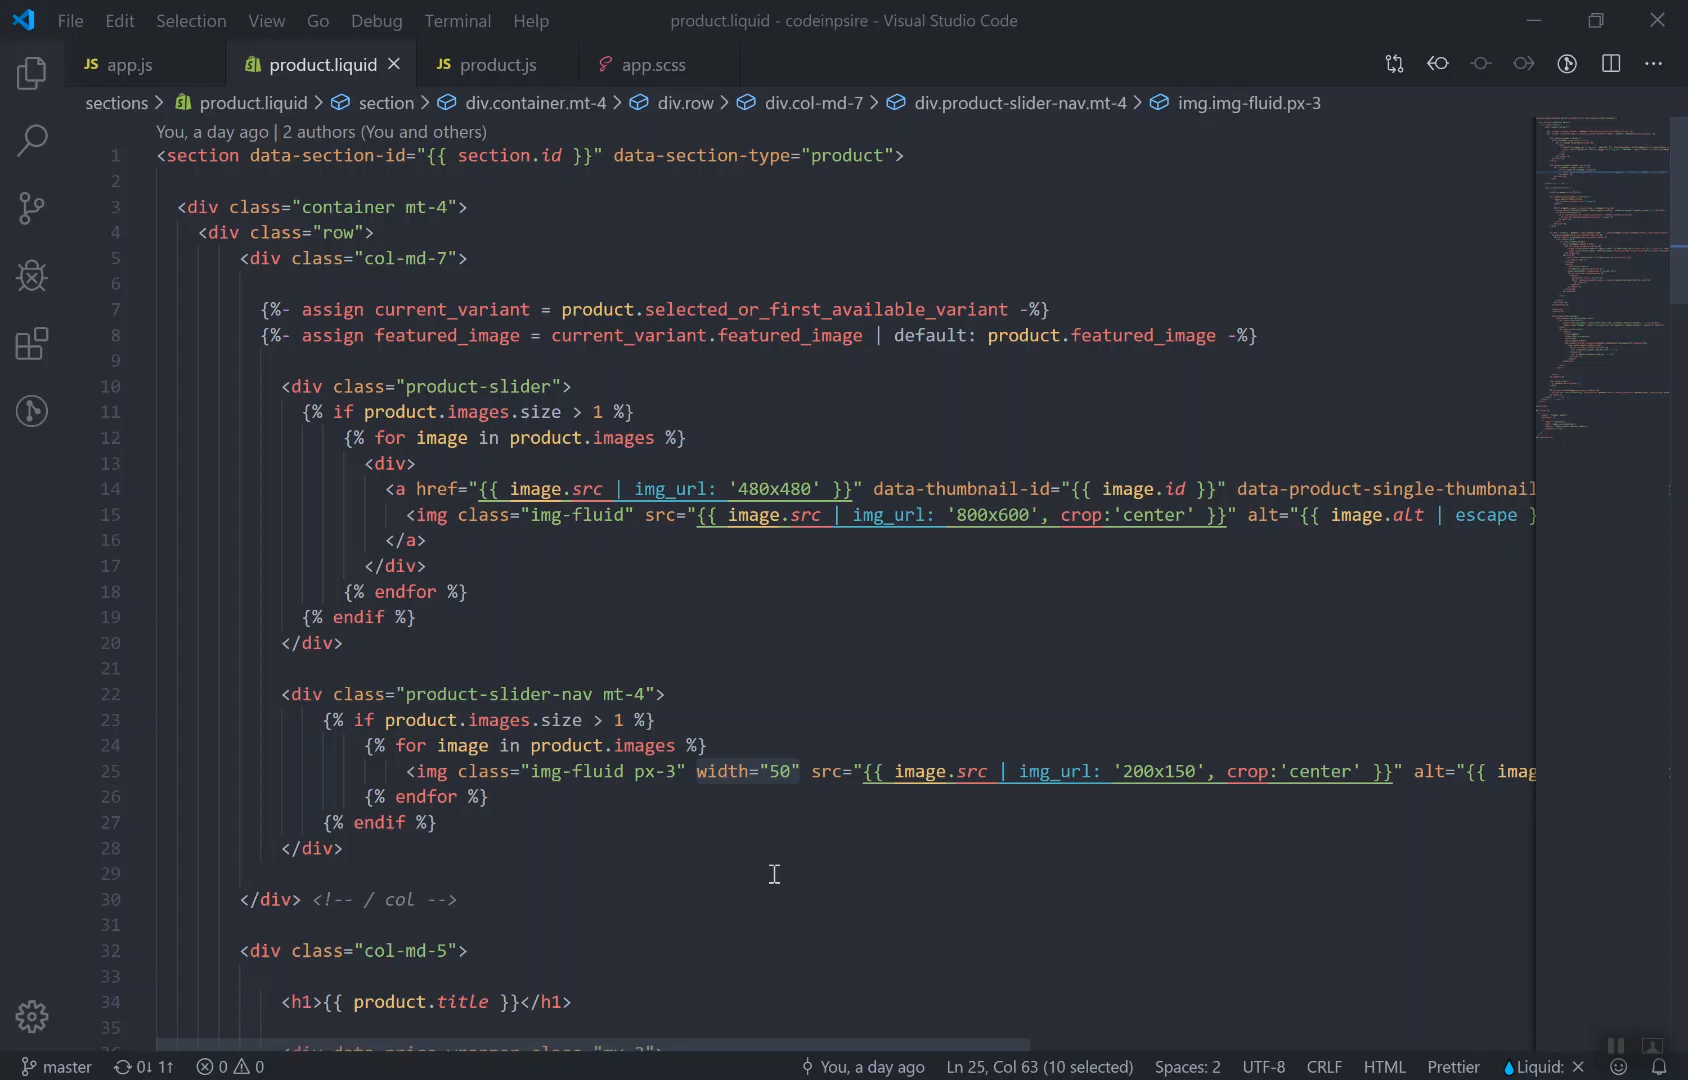 File Edit Selection View Go Debug Terminal Help product.liquid - codeinpsire - Visual Studio Code
JS app.js product.liquid JS product.js app.scss
sections product.liquid section div.container.mt-4 div.row div.col-md-7 div.product-slider-nav.mt-4 img.img-fluid.px-3
You, a day ago | 2 authors (You and others)
1 <section data-section-id="{{ section.id }}" data-section-type="product">
2
3 <div class="container mt-4">
4 <div class="row">
5 <div class="col-md-7">
6
7 {%- assign current_variant = product.selected_or_first_available_variant -%}
8 {%- assign featured_image = current_variant.featured_image | default: product.featured_image -%}
9
10 <div class="product-slider">
11 {% if product.images.size > 1 %}
12 {% for image in product.images %}
13 <div>
14 <a href="{{ image.src | img_url: '480x480' }}" data-thumbnail-id="{{ image.id }}" data-product-single-thumbnail
15 <img class="img-fluid" src="{{ image.src | img_url: '800x600', crop:'center' }}" alt="{{ image.alt | escape }
16 </a>
17 </div>
18 {% endfor %}
19 {% endif %}
20 </div>
21
22 <div class="product-slider-nav mt-4">
23 {% if product.images.size > 1 %}
24 {% for image in product.images %}
25 <img class="img-fluid px-3" width="50" src="{{ image.src | img_url: '200x150', crop:'center' }}" alt="{{ imag
26 {% endfor %}
27 {% endif %}
28 </div>
29
30 </div> <!-- / col -->
31
32 <div class="col-md-5">
33
34 <h1>{{ product.title }}</h1>
35
master 0↓ 1↑ 0 0 You, a day ago Ln 25, Col 63 (10 selected) Spaces: 2 UTF-8 CRLF HTML Prettier Liquid: